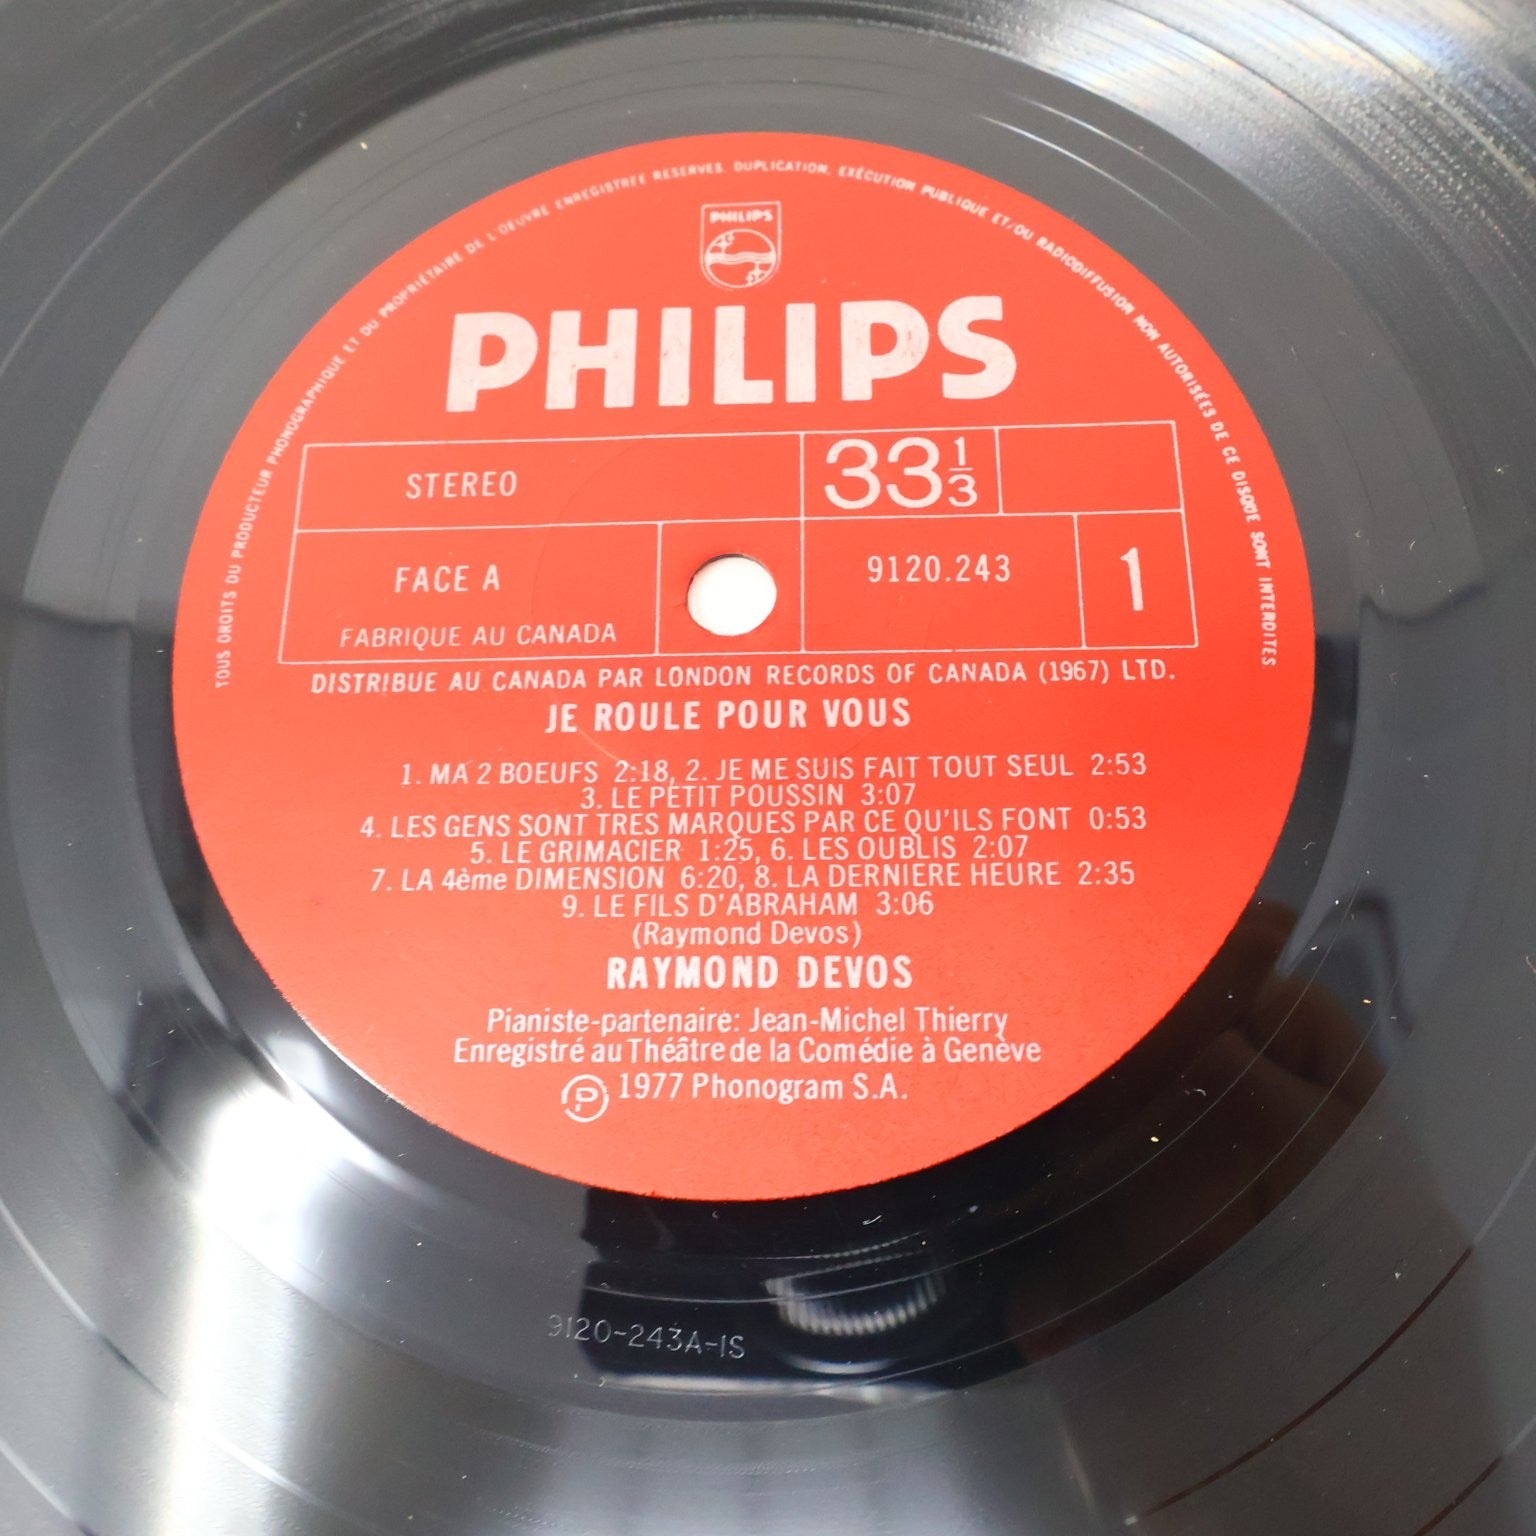 TOUS DROITS DU PRODUCTEUR PHONOGRAPHIQUE ET DU PROPRIÉTAIRE DE L'OEUVRE ENREGISTREE RESERVES. DUPLICATION, EXÉCUTION PUBLIQUE ET/OU RADIODIFFUSION NON AUTORISÉES DE CE DISQUE SONT INTERDITES
PHILIPS
PHILIPS
STEREO 33 1/3
FACE A 9120.243 1
FABRIQUE AU CANADA
DISTRIBUE AU CANADA PAR LONDON RECORDS OF CANADA (1967) LTD.
JE ROULE POUR VOUS
1. MA 2 BOEUFS 2:18, 2. JE ME SUIS FAIT TOUT SEUL 2:53
3. LE PETIT POUSSIN 3:07
4. LES GENS SONT TRES MARQUES PAR CE QU'ILS FONT 0:53
5. LE GRIMACIER 1:25, 6. LES OUBLIS 2:07
7. LA 4ème DIMENSION 6:20, 8. LA DERNIERE HEURE 2:35
9. LE FILS D'ABRAHAM 3:06
(Raymond Devos)
RAYMOND DEVOS
Pianiste-partenaire: Jean-Michel Thierry
Enregistré au Théâtre de la Comédie à Genève
Ⓟ 1977 Phonogram S.A.
9120-243A-1S